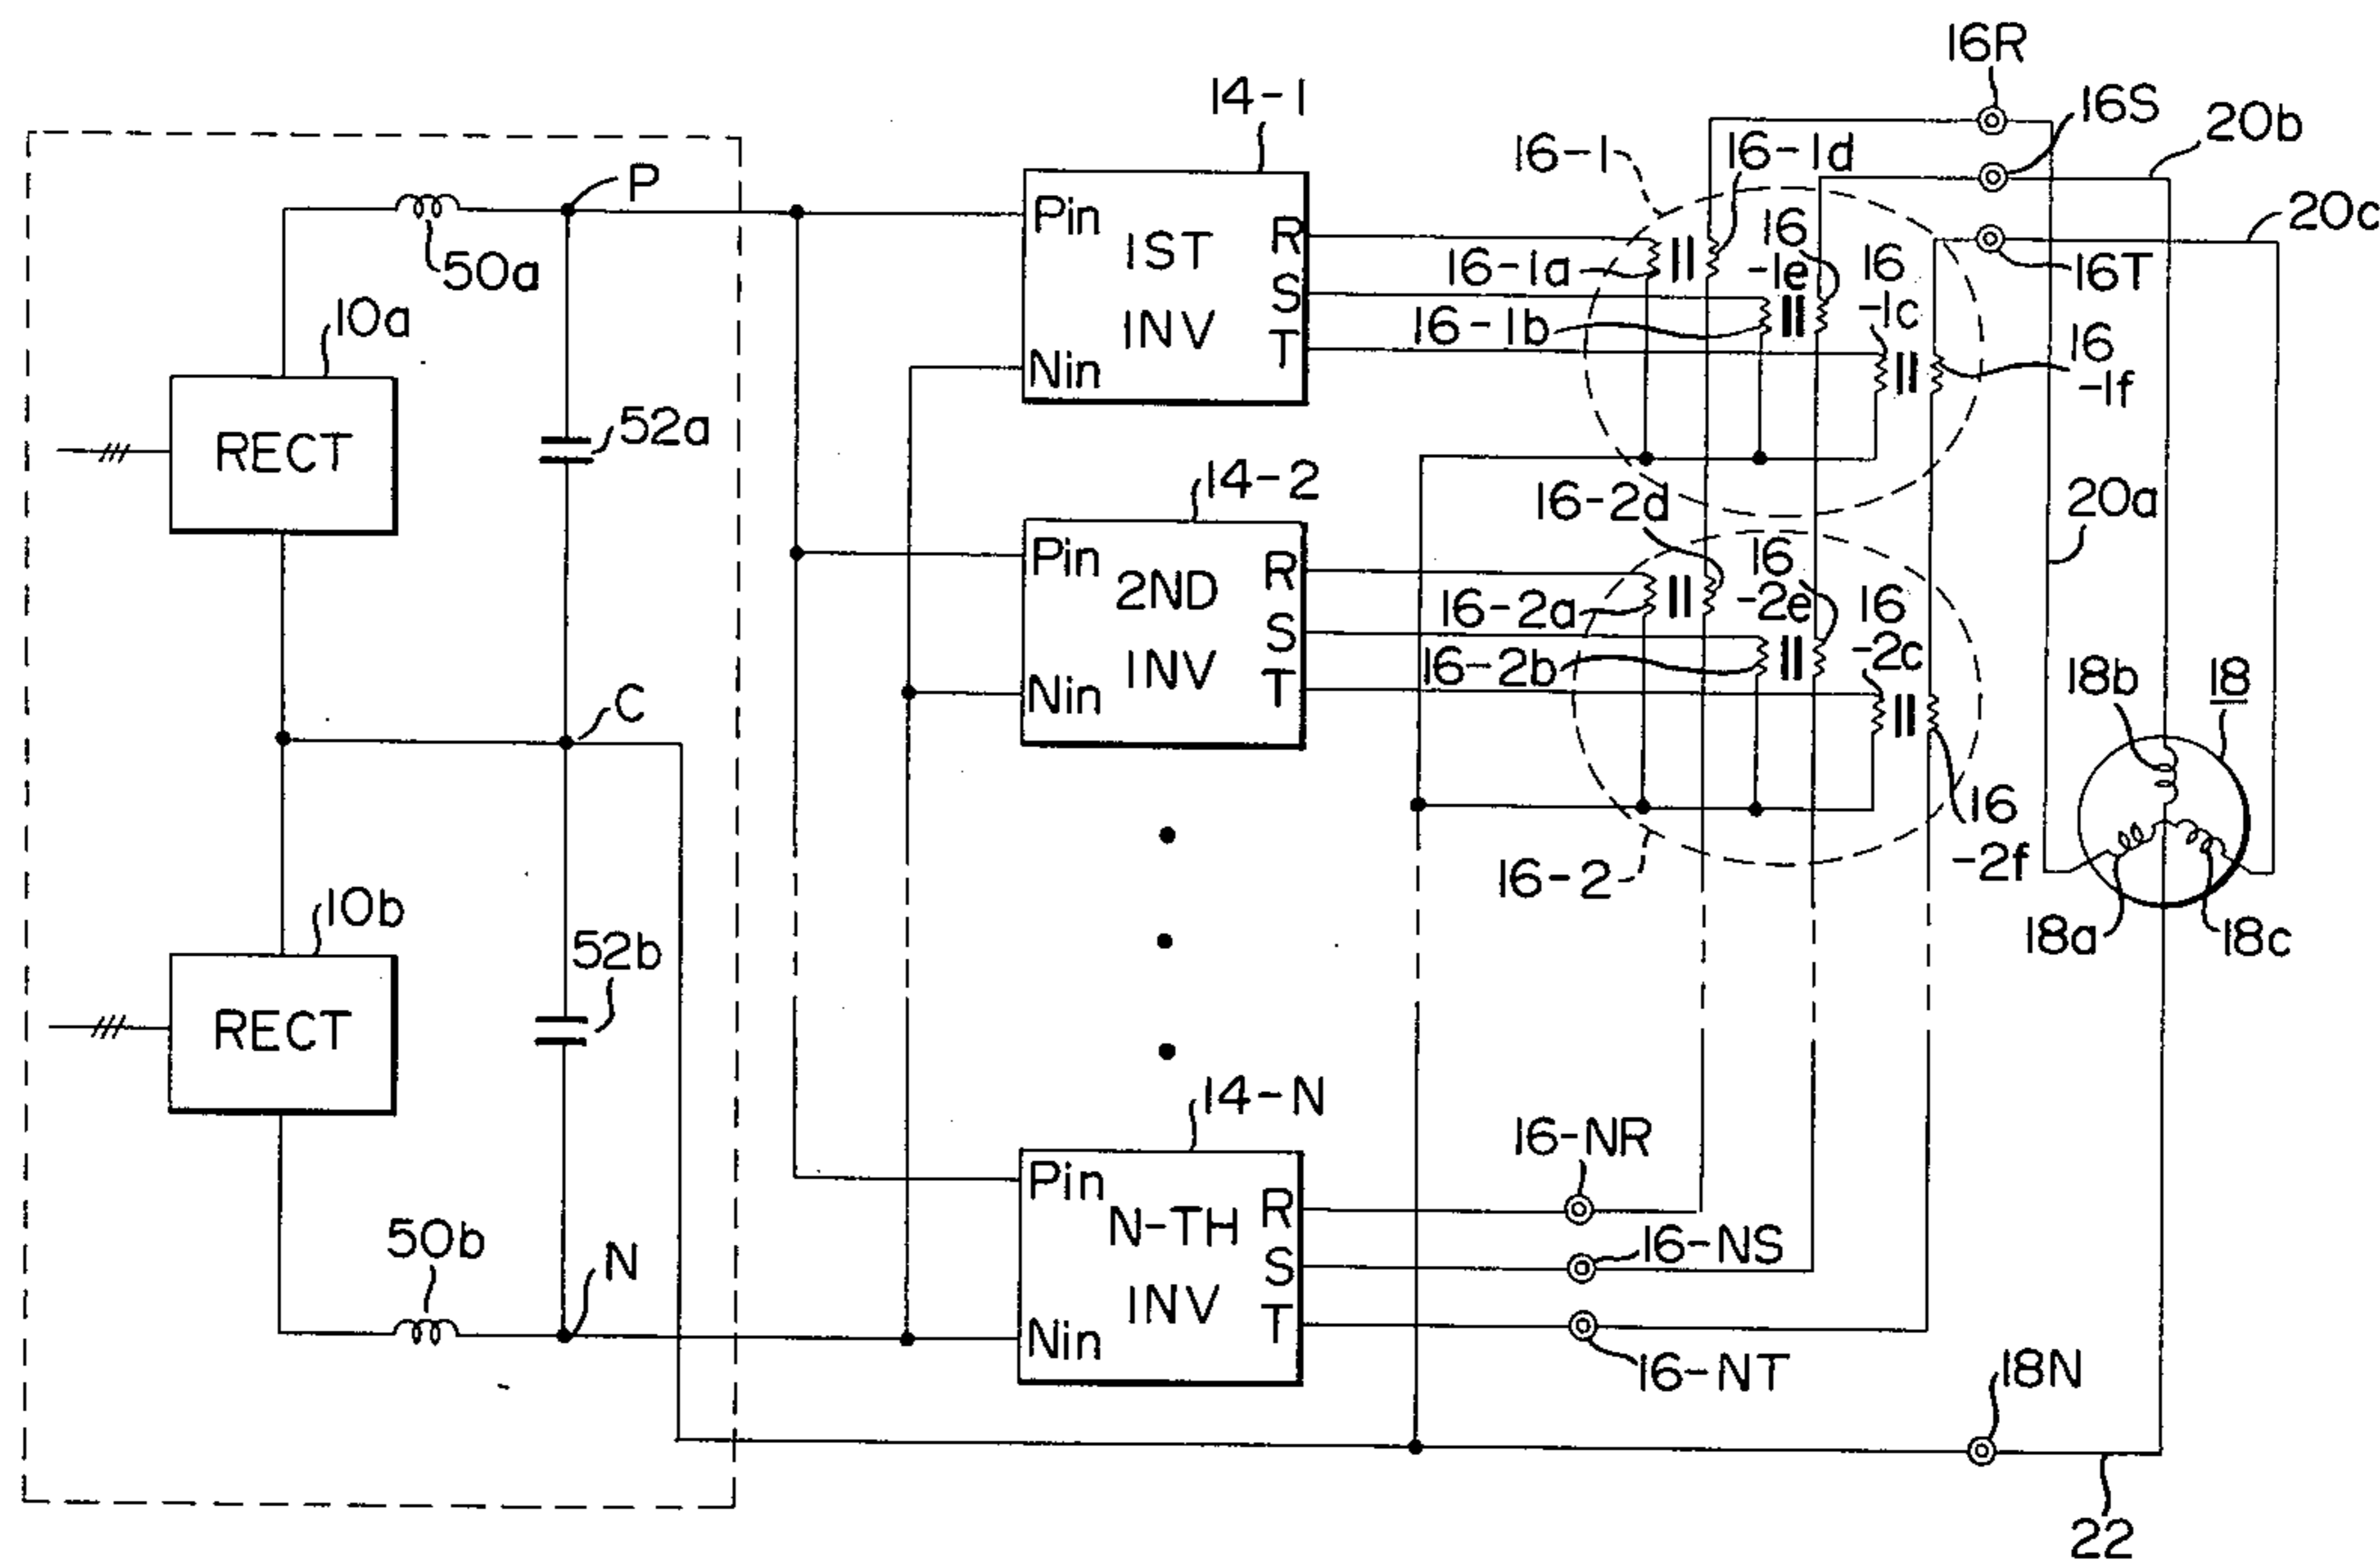 16R
14-1
16S
16-1
16-1d
20b
P
Pin
1ST
INV
Nin
R
S
T
16
-1e
20c
50a
16-1a
16
-1c
16T
10a
16-1b
16
-1f
RECT
52a
14-2
16-2d
20a
Pin
2ND
INV
Nin
R
S
T
16
-2e
16-2a
16
-2c
16-2b
18b
18
C
16
-2f
16-2
10b
52b
18a
18c
RECT
14-N
16-NR
Pin
N-TH
INV
Nin
R
S
T
50b
N
16-NS
16-NT
18N
22